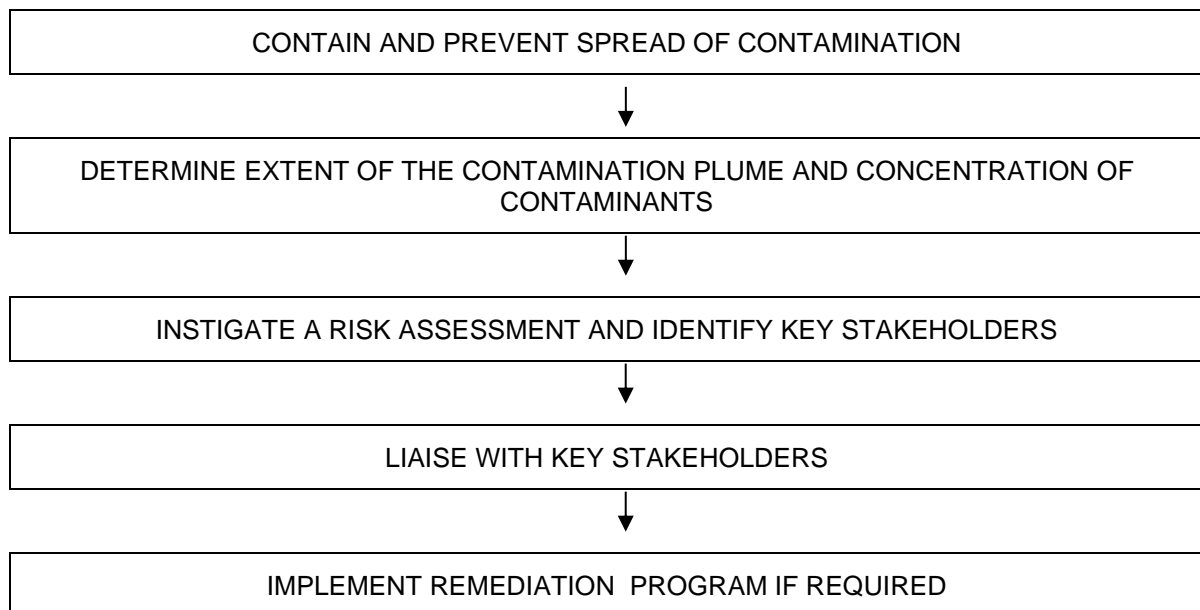 CONTAIN AND PREVENT SPREAD OF CONTAMINATION
DETERMINE EXTENT OF THE CONTAMINATION PLUME AND CONCENTRATION OF
CONTAMINANTS
INSTIGATE A RISK ASSESSMENT AND IDENTIFY KEY STAKEHOLDERS
LIAISE WITH KEY STAKEHOLDERS
IMPLEMENT REMEDIATION  PROGRAM IF REQUIRED